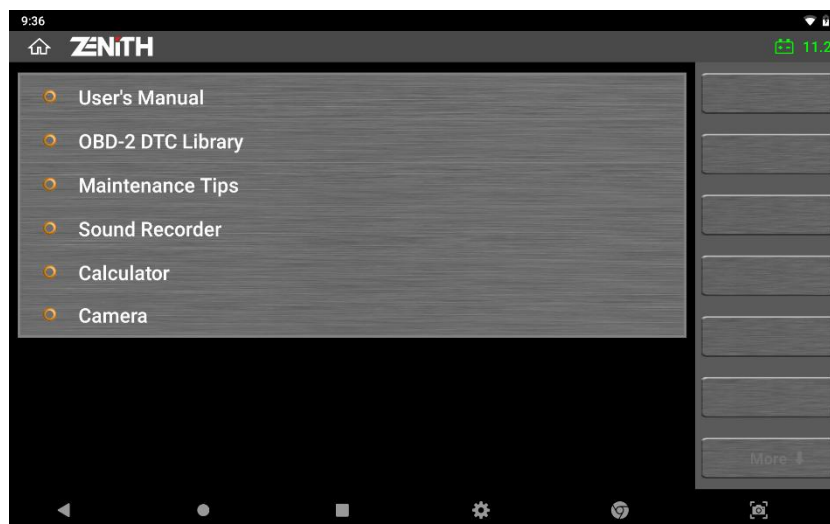 9:36
ZENITH
11.2
User's Manual
OBD-2 DTC Library
Maintenance Tips
Sound Recorder
Calculator
Camera
More